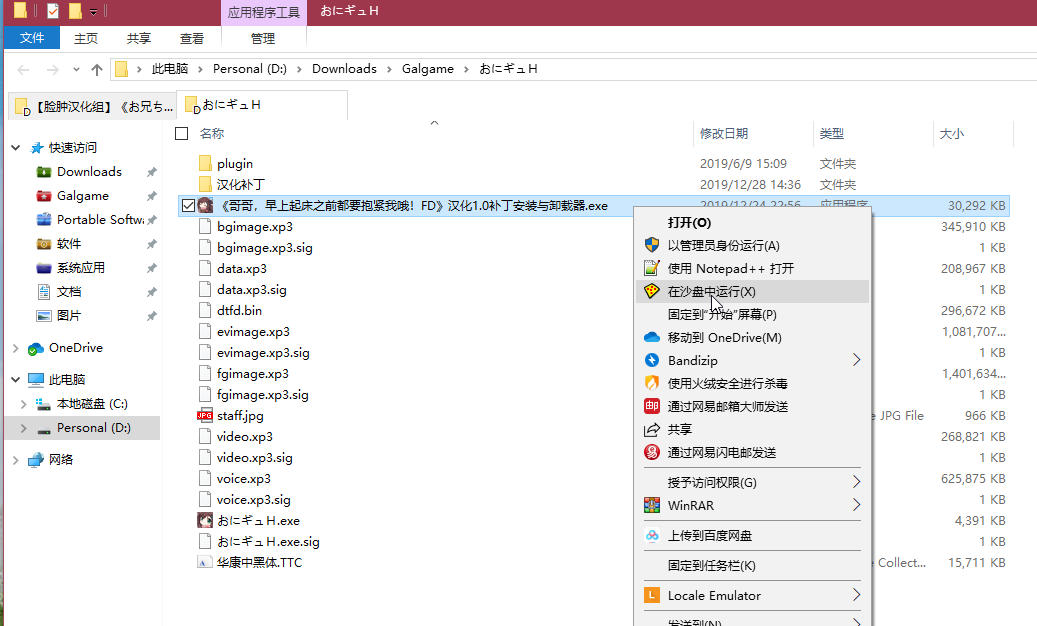 应用程序工具 おにギュH
文件 主页 共享 查看 管理
此电脑 Personal (D:) Downloads Galgame おにギュH
【脸肿汉化组】《お兄ち... おにギュH
名称 修改日期 类型 大小
快速访问
Downloads
Galgame
Portable Softwa
软件
系统应用
文档
图片
OneDrive
此电脑
本地磁盘 (C:)
Personal (D:)
网络
plugin 2019/6/9 15:09 文件夹
汉化补丁 2019/12/28 14:36 文件夹
《哥哥，早上起床之前都要抱紧我哦！FD》汉化1.0补丁安装与卸载器.exe 2019/12/24 22:56 应用程序 30,292 KB
bgimage.xp3 345,910 KB
bgimage.xp3.sig 1 KB
data.xp3 208,967 KB
data.xp3.sig 1 KB
dtfd.bin 296,672 KB
evimage.xp3 1,081,707...
evimage.xp3.sig 1 KB
fgimage.xp3 1,401,634...
fgimage.xp3.sig 1 KB
staff.jpg e JPG File 966 KB
video.xp3 268,821 KB
video.xp3.sig 1 KB
voice.xp3 625,875 KB
voice.xp3.sig 1 KB
おにギュH.exe 4,391 KB
おにギュH.exe.sig 1 KB
华康中黑体.TTC e Collect... 15,711 KB
打开(O)
以管理员身份运行(A)
使用 Notepad++ 打开
在沙盘中运行(X)
固定到"开始"屏幕(P)
移动到 OneDrive(M)
Bandizip
使用火绒安全进行杀毒
通过网易邮箱大师发送
共享
通过网易闪电邮发送
授予访问权限(G)
WinRAR
上传到百度网盘
固定到任务栏(K)
Locale Emulator
发送到(N)